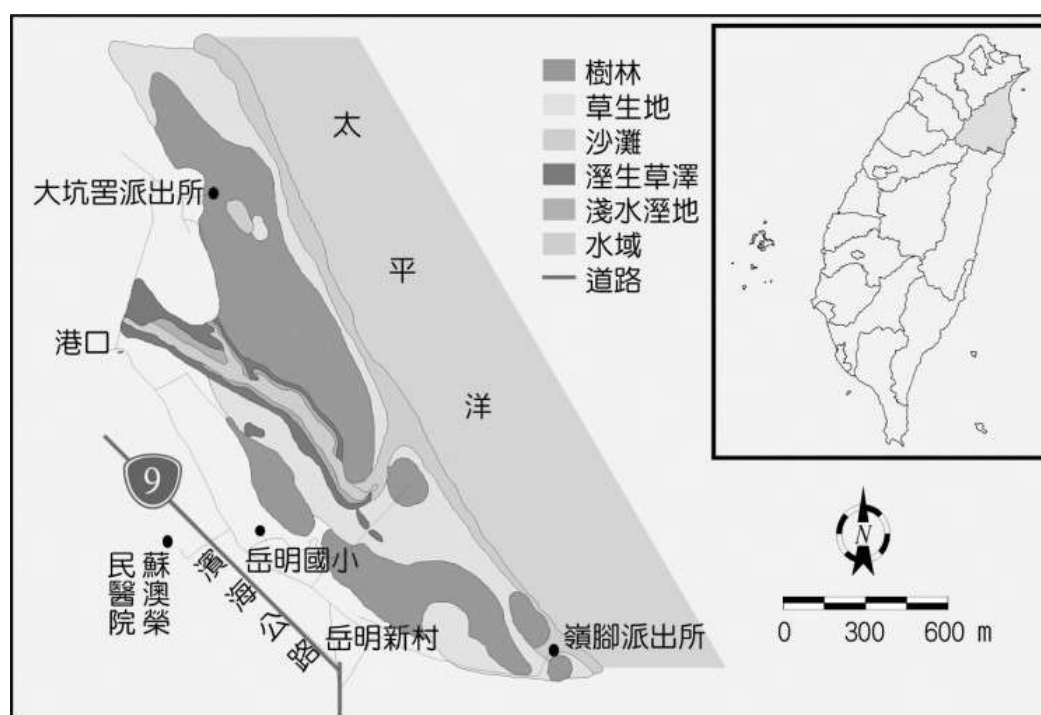 樹林
草生地
沙灘
溼生草澤
淺水溼地
水域
道路
太平洋
大坑罟派出所
港口
9
岳明國小
蘇澳榮
民醫院
濱海公路
岳明新村
嶺腳派出所
N
0 300 600 m